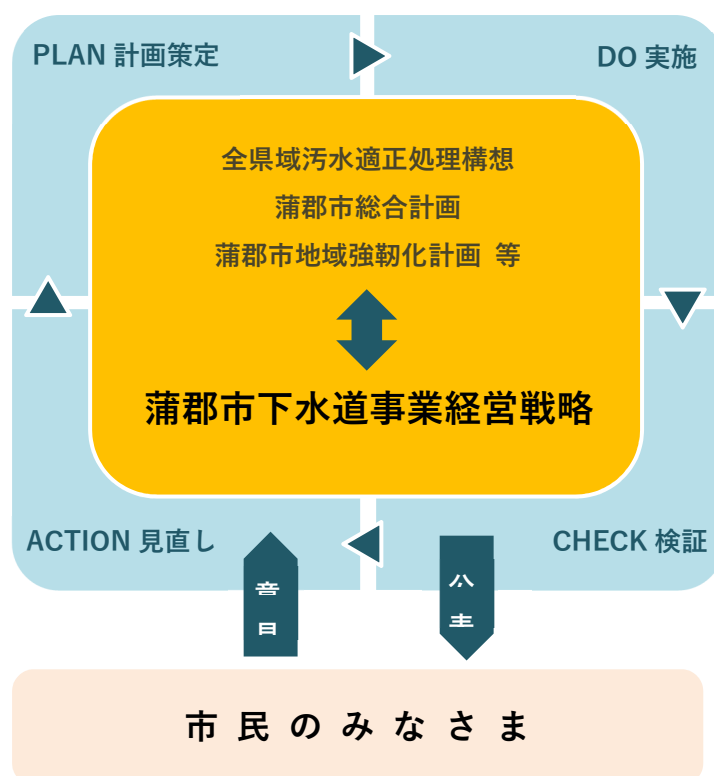 PLAN 計画策定
DO 実施
全県域汚水適正処理構想
蒲郡市総合計画
蒲郡市地域強靭化計画 等
蒲郡市下水道事業経営戦略
ACTION 見直し
CHECK 検証
市民のみなさま